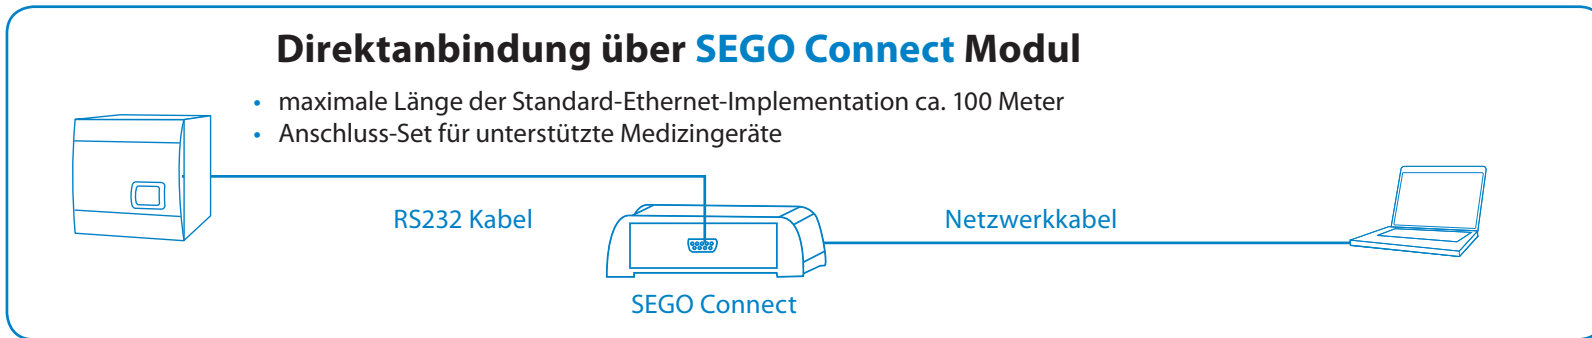 Direktanbindung über SEGO Connect Modul
• maximale Länge der Standard-Ethernet-Implementation ca. 100 Meter
• Anschluss-Set für unterstützte Medizingeräte
RS232 Kabel
Netzwerkkabel
SEGO Connect